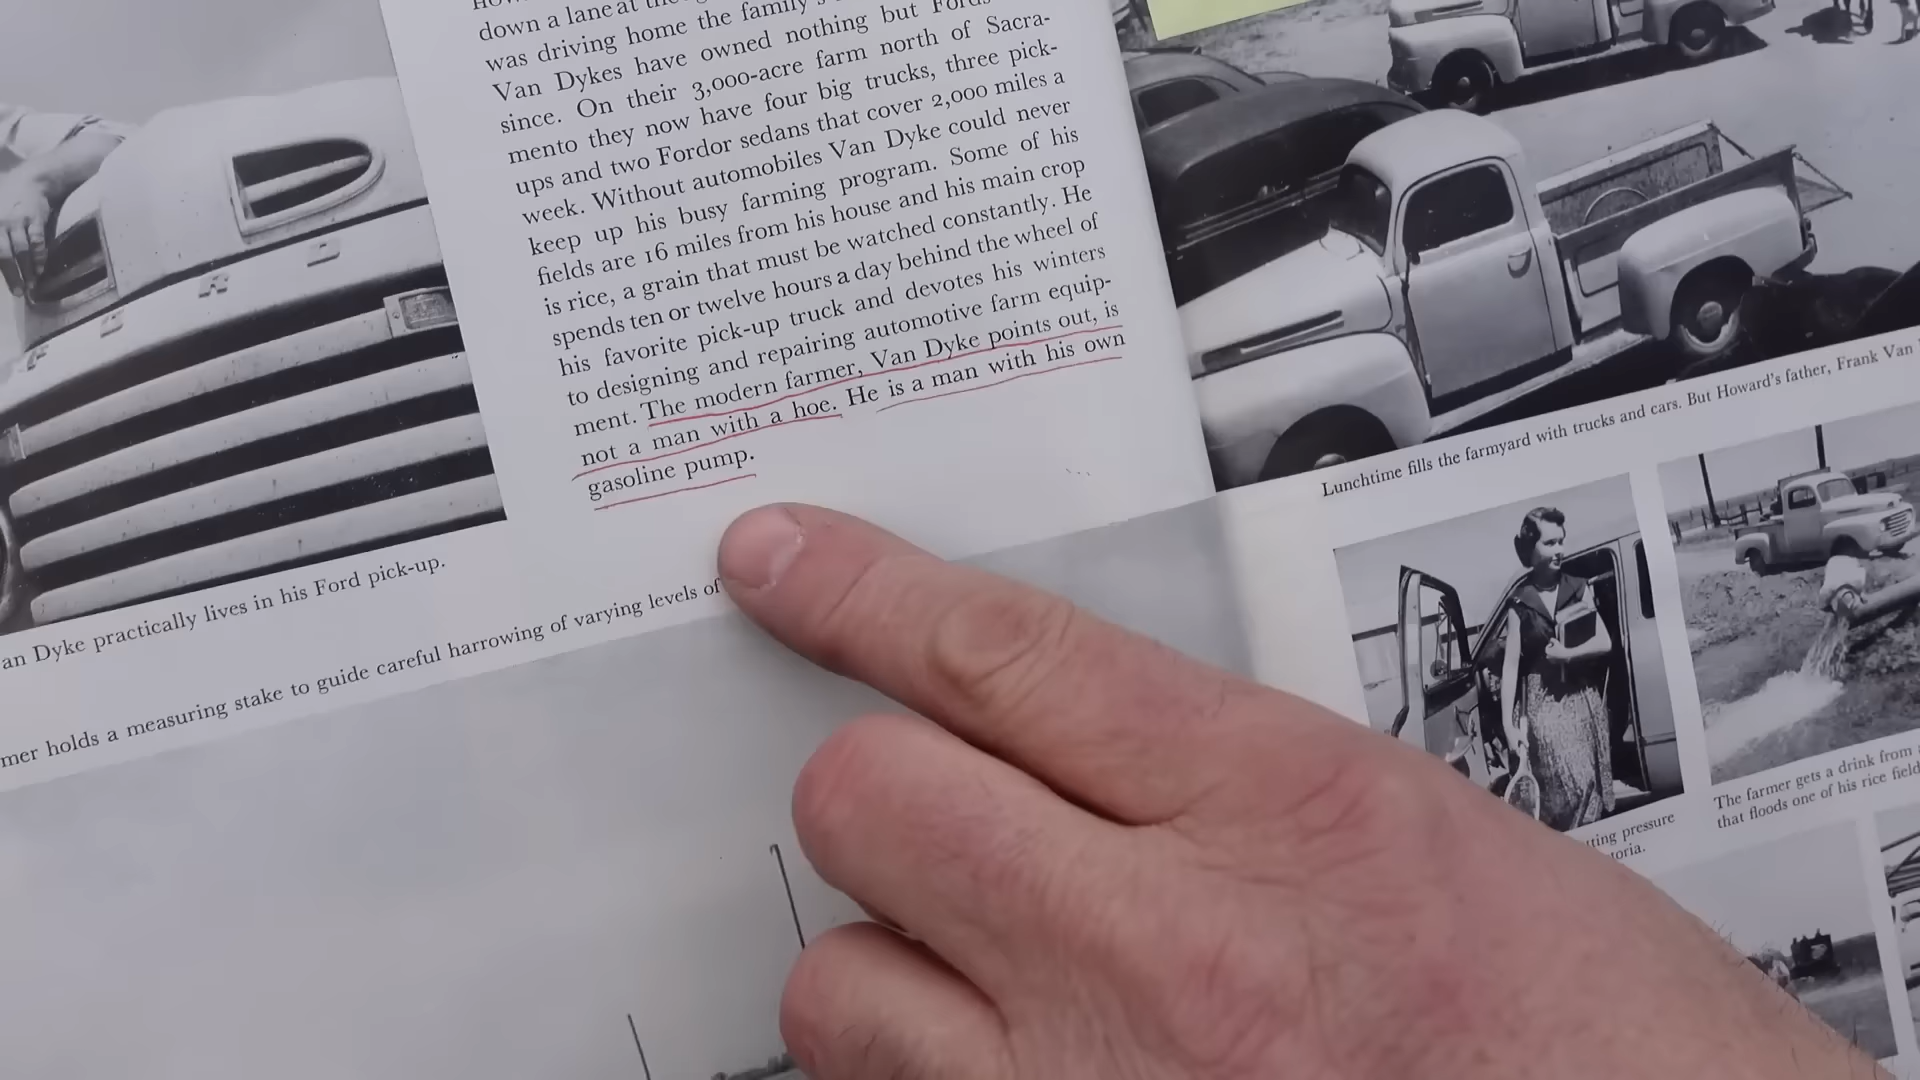 down a lane at
was driving home the family's
Van Dykes have owned nothing but Fords
since. On their 3,000-acre farm north of Sacra-
mento they now have four big trucks, three pick-
ups and two Fordor sedans that cover 2,000 miles a
week. Without automobiles Van Dyke could never
keep up his busy farming program. Some of his
fields are 16 miles from his house and his main crop
is rice, a grain that must be watched constantly. He
spends ten or twelve hours a day behind the wheel of
his favorite pick-up truck and devotes his winters
to designing and repairing automotive farm equip-
ment. The modern farmer, Van Dyke points out, is
not a man with a hoe. He is a man with his own
gasoline pump.
F O R D
an Dyke practically lives in his Ford pick-up.
mer holds a measuring stake to guide careful harrowing of varying levels of
Lunchtime fills the farmyard with trucks and cars. But Howard's father, Frank Van
The farmer gets a drink from
that floods one of his rice field
tting pressure
toria.